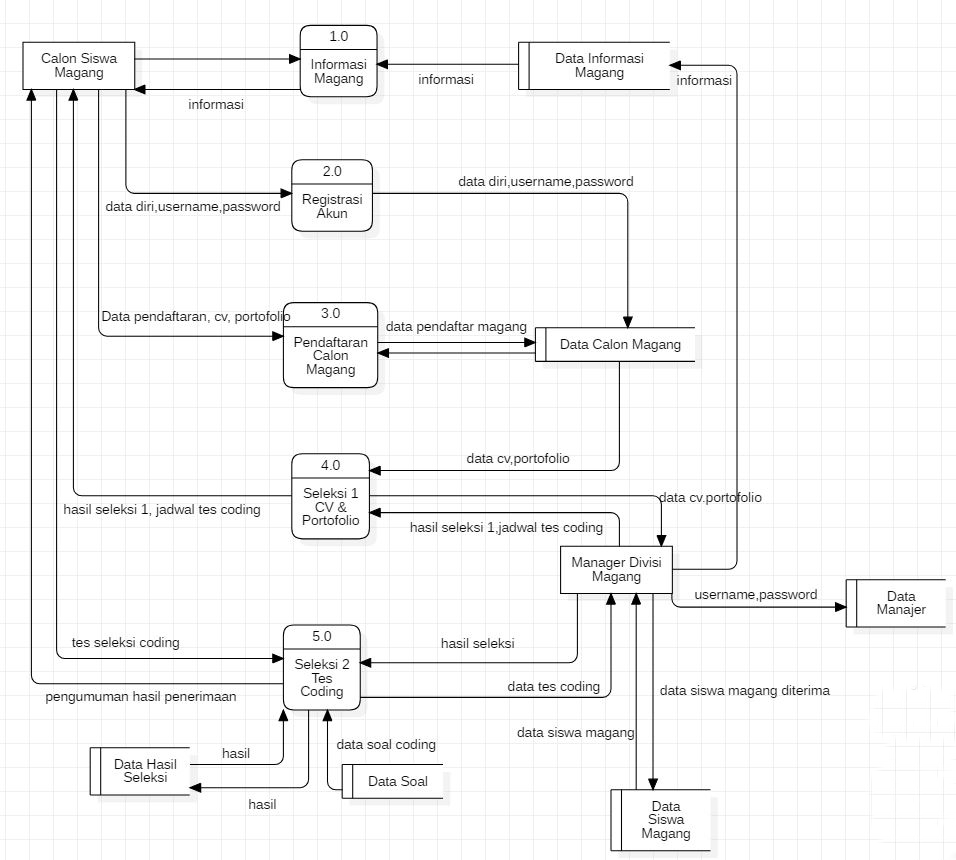 Calon Siswa
Magang
1.0
Informasi
Magang
Data Informasi
Magang
informasi
informasi
informasi
2.0
Registrasi
Akun
data diri,username,password
data diri,username,password
3.0
Pendaftaran
Calon
Magang
Data pendaftaran, cv, portofolio
data pendaftar magang
Data Calon Magang
data cv,portofolio
4.0
Seleksi 1
CV &
Portofolio
hasil seleksi 1, jadwal tes coding
data cv.portofolio
hasil seleksi 1,jadwal tes coding
Manager Divisi
Magang
username,password
Data
Manajer
5.0
Seleksi 2
Tes
Coding
tes seleksi coding
hasil seleksi
pengumuman hasil penerimaan
data tes coding
data siswa magang diterima
data siswa magang
data soal coding
hasil
Data Hasil
Seleksi
hasil
Data Soal
Data
Siswa
Magang